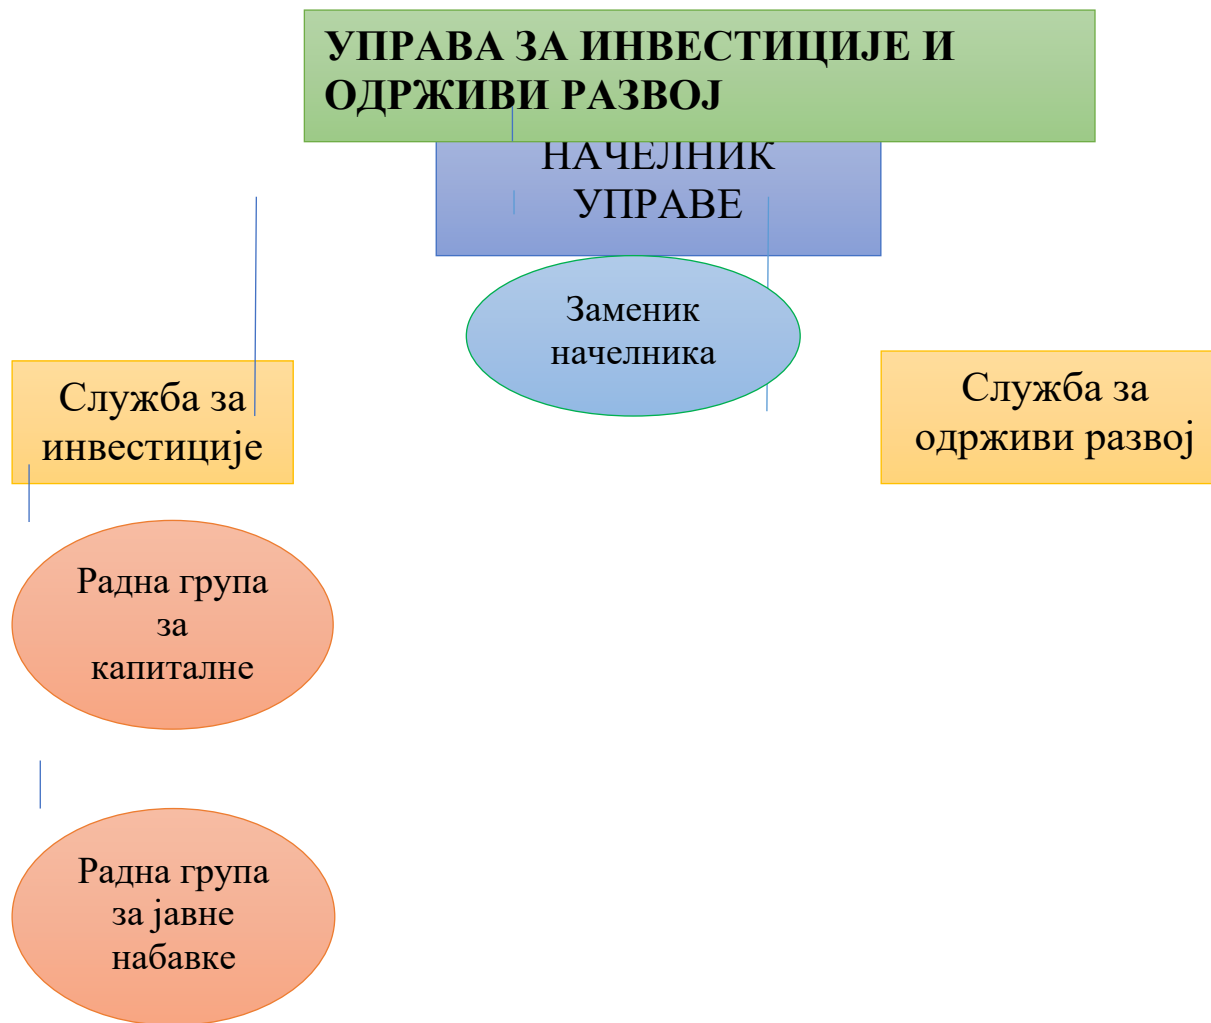 УПРАВА ЗА ИНВЕСТИЦИЈЕ И
ОДРЖИВИ РАЗВОЈ
НАЧЕЛНИК
УПРАВЕ
Заменик
начелника
Служба за
инвестиције
Служба за
одрживи развој
Радна група
за
капиталне
Радна група
за јавне
набавке